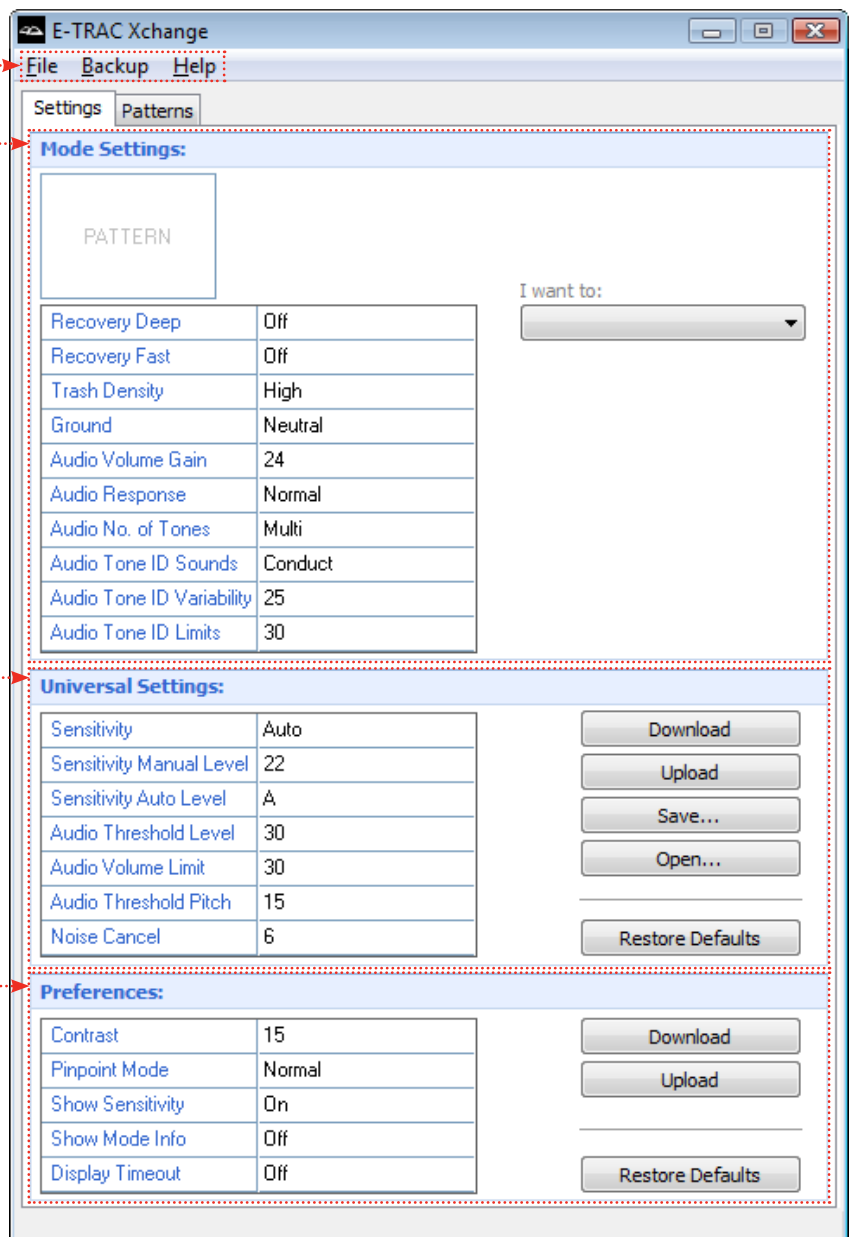 E-TRAC Xchange
File Backup Help
Settings Patterns
Mode Settings:
PATTERN
I want to:
Recovery Deep Off
Recovery Fast Off
Trash Density High
Ground Neutral
Audio Volume Gain 24
Audio Response Normal
Audio No. of Tones Multi
Audio Tone ID Sounds Conduct
Audio Tone ID Variability 25
Audio Tone ID Limits 30
Universal Settings:
Sensitivity Auto
Sensitivity Manual Level 22
Sensitivity Auto Level A
Audio Threshold Level 30
Audio Volume Limit 30
Audio Threshold Pitch 15
Noise Cancel 6
Download
Upload
Save...
Open...
Restore Defaults
Preferences:
Contrast 15
Pinpoint Mode Normal
Show Sensitivity On
Show Mode Info Off
Display Timeout Off
Download
Upload
Restore Defaults